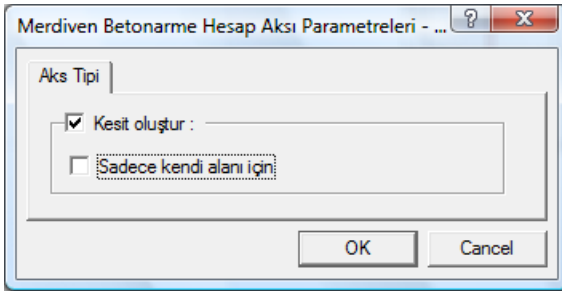 Merdiven Betonarme Hesap Aksı Parametreleri - ...
Aks Tipi
Kesit oluştur :
Sadece kendi alanı için
OK
Cancel